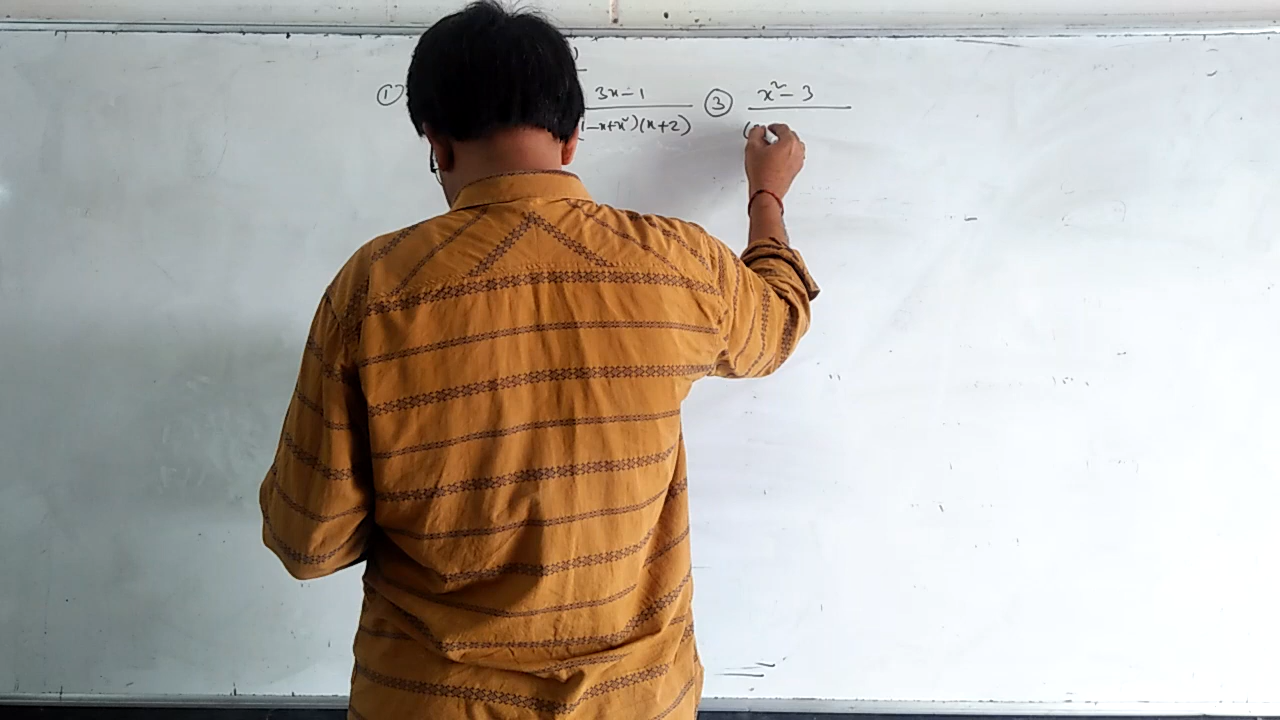 ① 3x-1 ③ x²-3
1-x+x²)(x+2) (